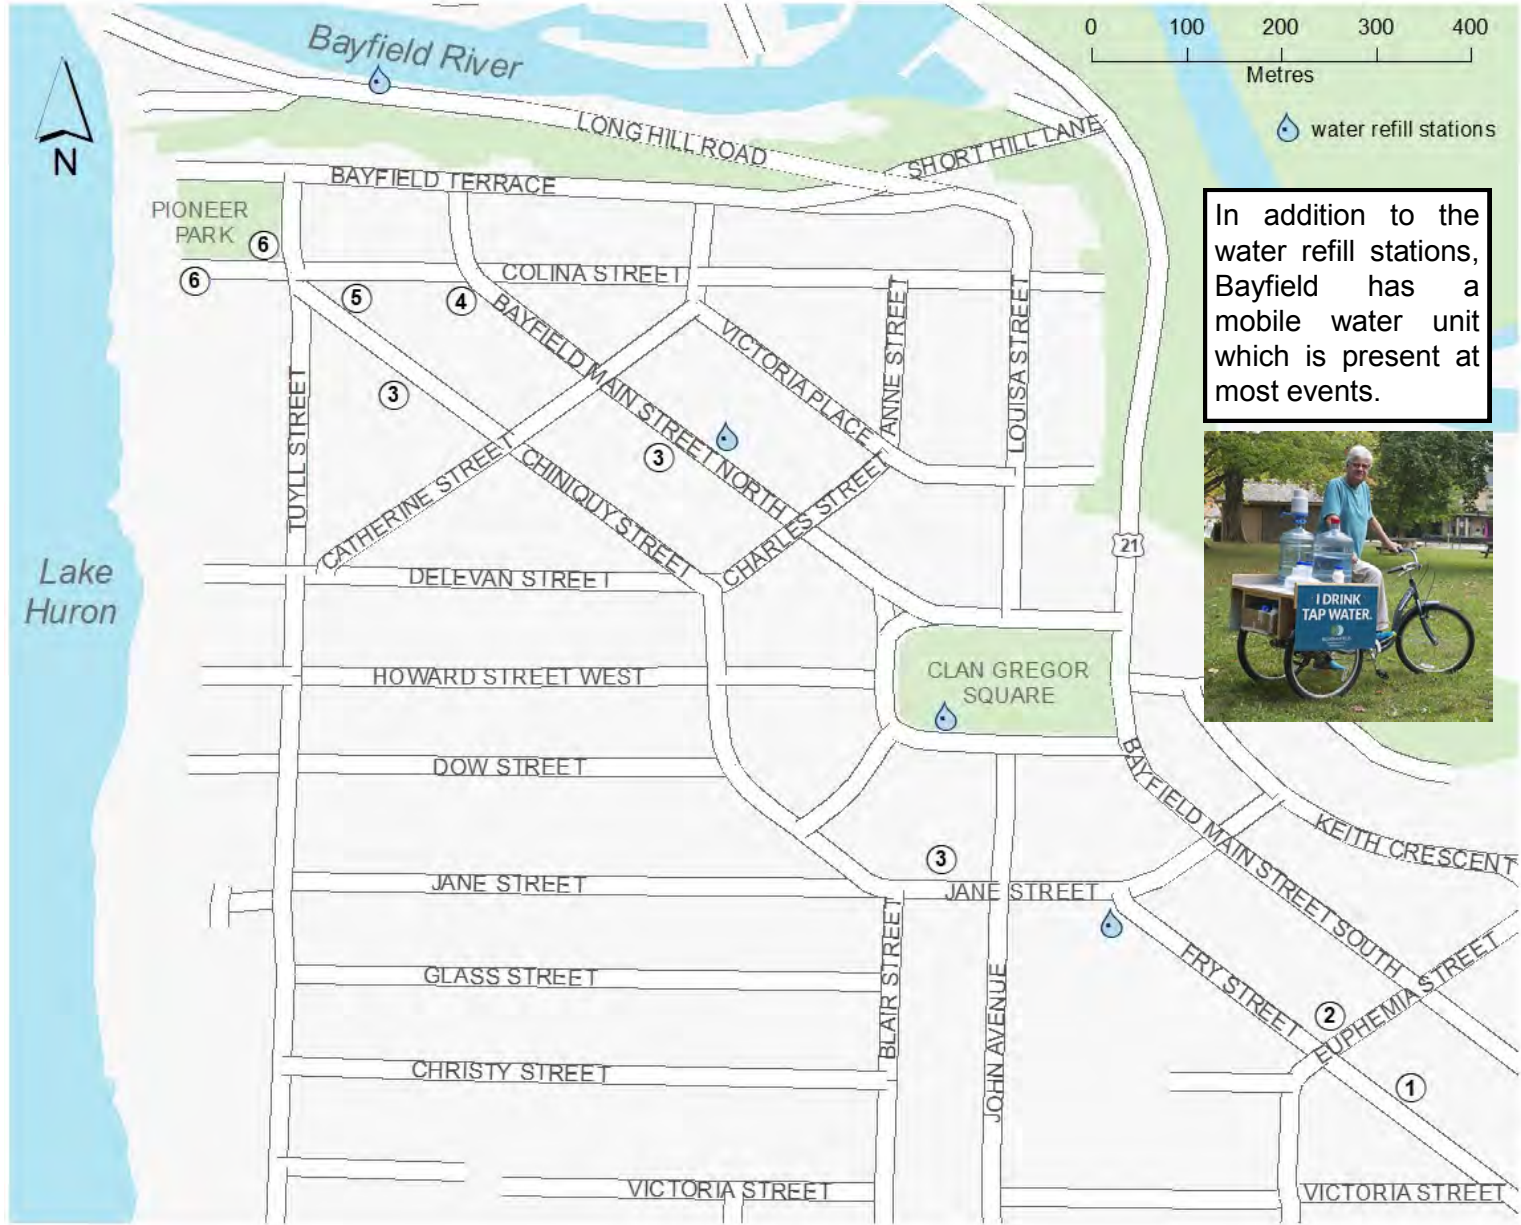 Bayfield River
0 100 200 300 400
Metres
water refill stations
N
LONG HILL ROAD
SHORT HILL LANE
BAYFIELD TERRACE
PIONEER
PARK
6
6
COLINA STREET
5
4
3
In addition to the
water refill stations,
Bayfield has a
mobile water unit
which is present at
most events.
BAYFIELD MAIN STREET NORTH
VICTORIA PLACE
ANNE STREET
LOUISA STREET
TUYLL STREET
3
CATHERINE STREET
CHINIQUY STREET
CHARLES STREET
21
Lake
Huron
DELEVAN STREET
I DRINK
TAP WATER.
HOWARD STREET WEST
CLAN GREGOR
SQUARE
DOW STREET
BAYFIELD MAIN STREET SOUTH
KEITH CRESCENT
3
JANE STREET
JANE STREET
BLAIR STREET
JOHN AVENUE
GLASS STREET
FRY STREET
EUPHEMIA STREET
2
CHRISTY STREET
1
VICTORIA STREET
VICTORIA STREET